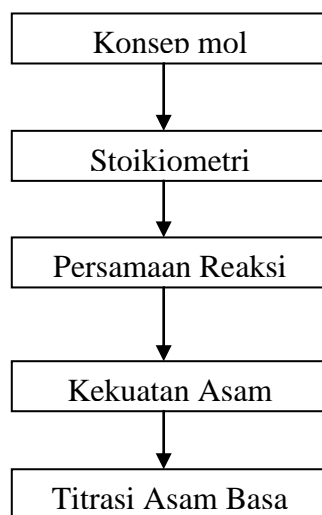 Konsep mol
Stoikiometri
Persamaan Reaksi
Kekuatan Asam
Titrasi Asam Basa